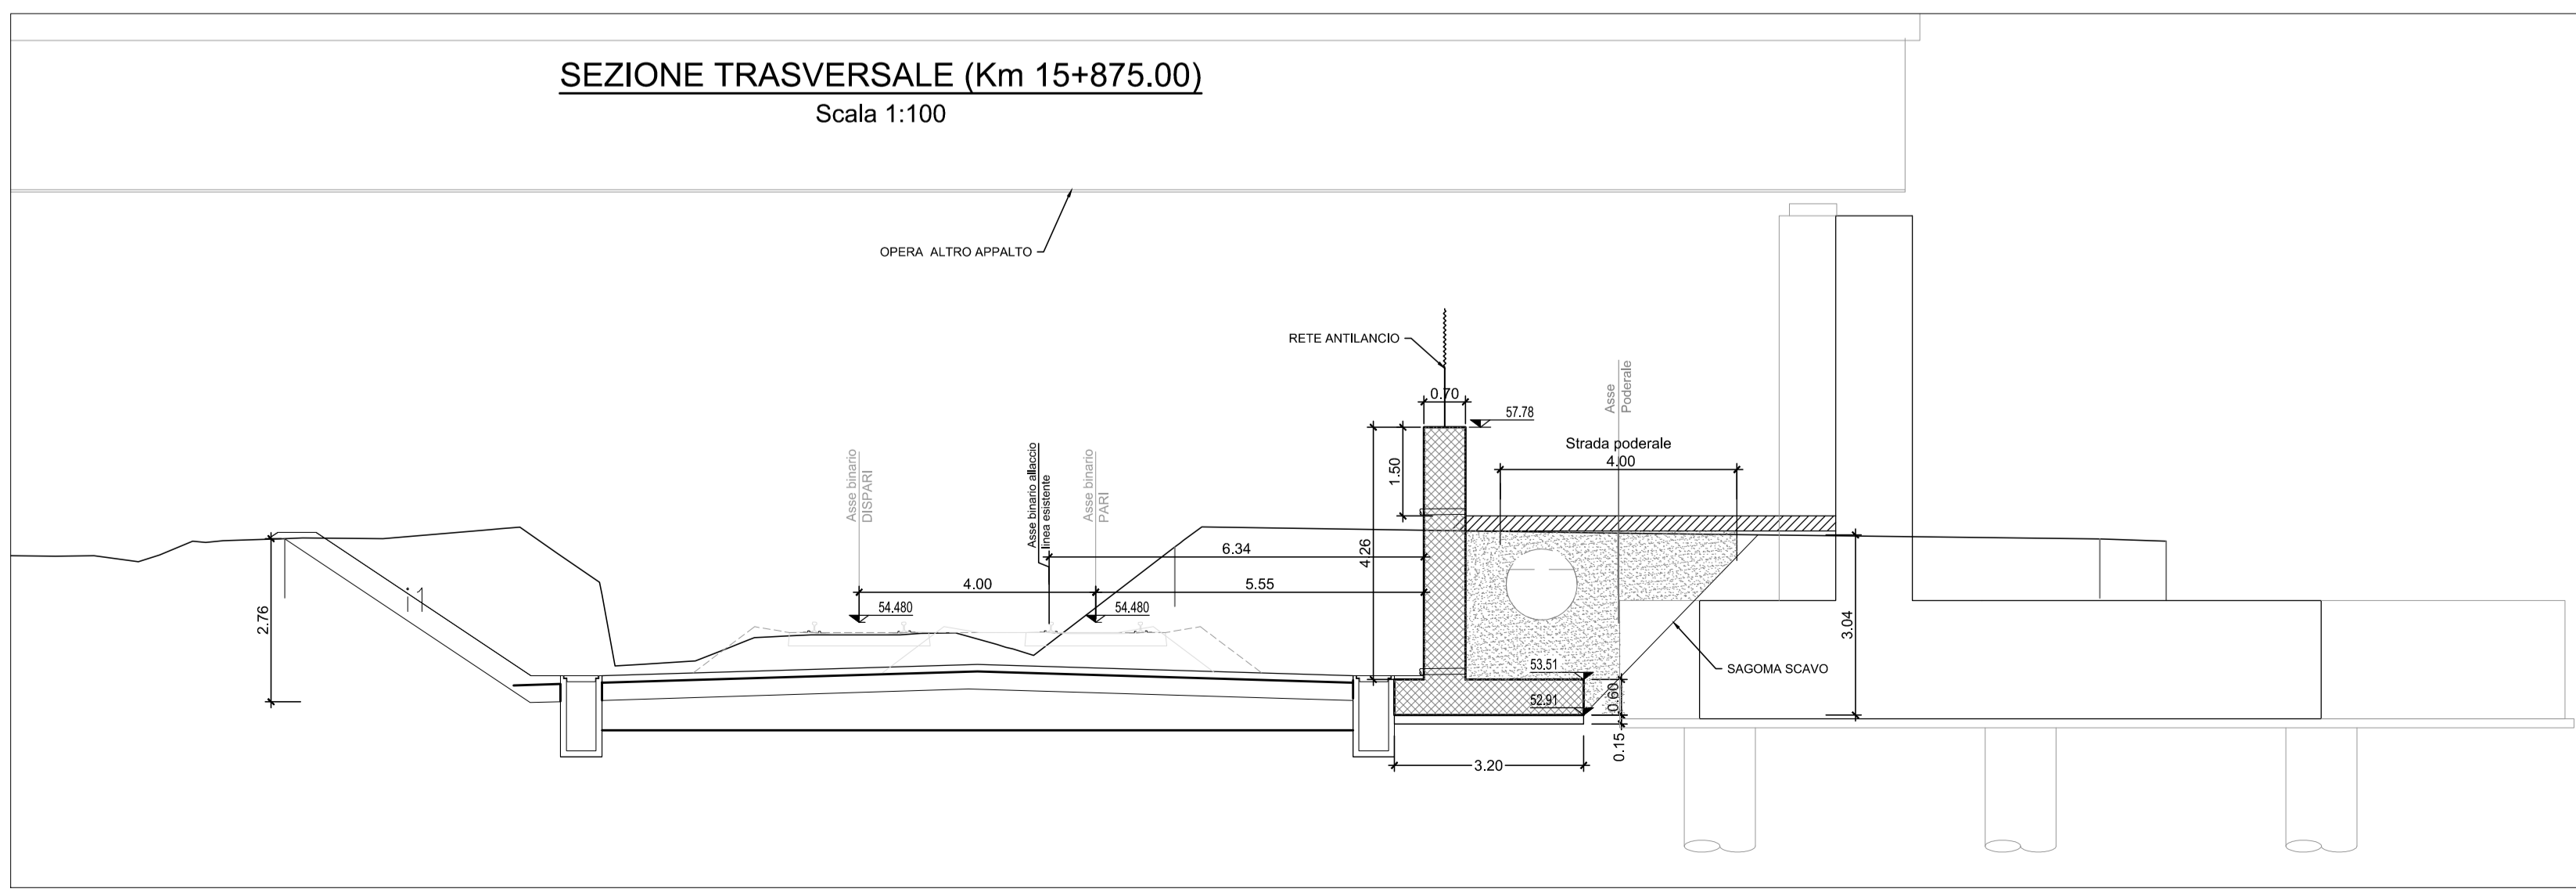 SEZIONE TRASVERSALE (Km 15+875.00)
Scala 1:100
OPERA ALTRO APPALTO
RETE ANTILANCIO
0.70
57.78
Asse
Poderale
Strada poderale
4.00
1.50
4.26
Asse binario
DISPARI
Asse binario allaccio
linea esistente
Asse binario
PARI
6.34
4.00
5.55
54.480
54.480
2.76
3.04
53.51
52.91
0.60
0.15
3.20
SAGOMA SCAVO